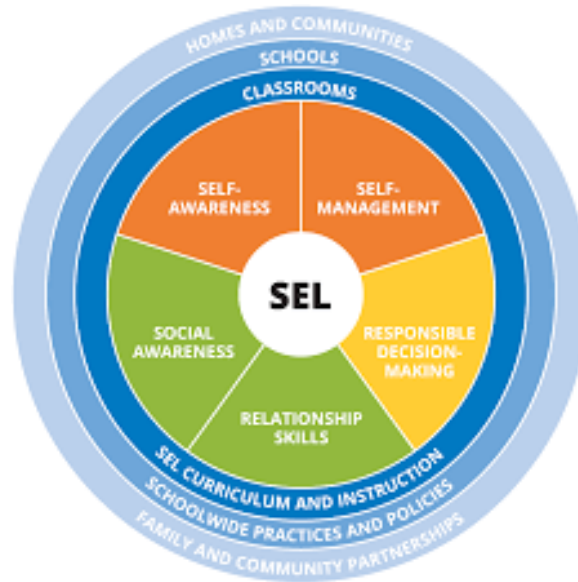 HOMES AND COMMUNITIES
SCHOOLS
CLASSROOMS
SELF-
AWARENESS
SELF-
MANAGEMENT
SEL
SOCIAL
AWARENESS
RESPONSIBLE
DECISION-
MAKING
RELATIONSHIP
SKILLS
SEL CURRICULUM AND INSTRUCTION
SCHOOLWIDE PRACTICES AND POLICIES
FAMILY AND COMMUNITY PARTNERSHIPS